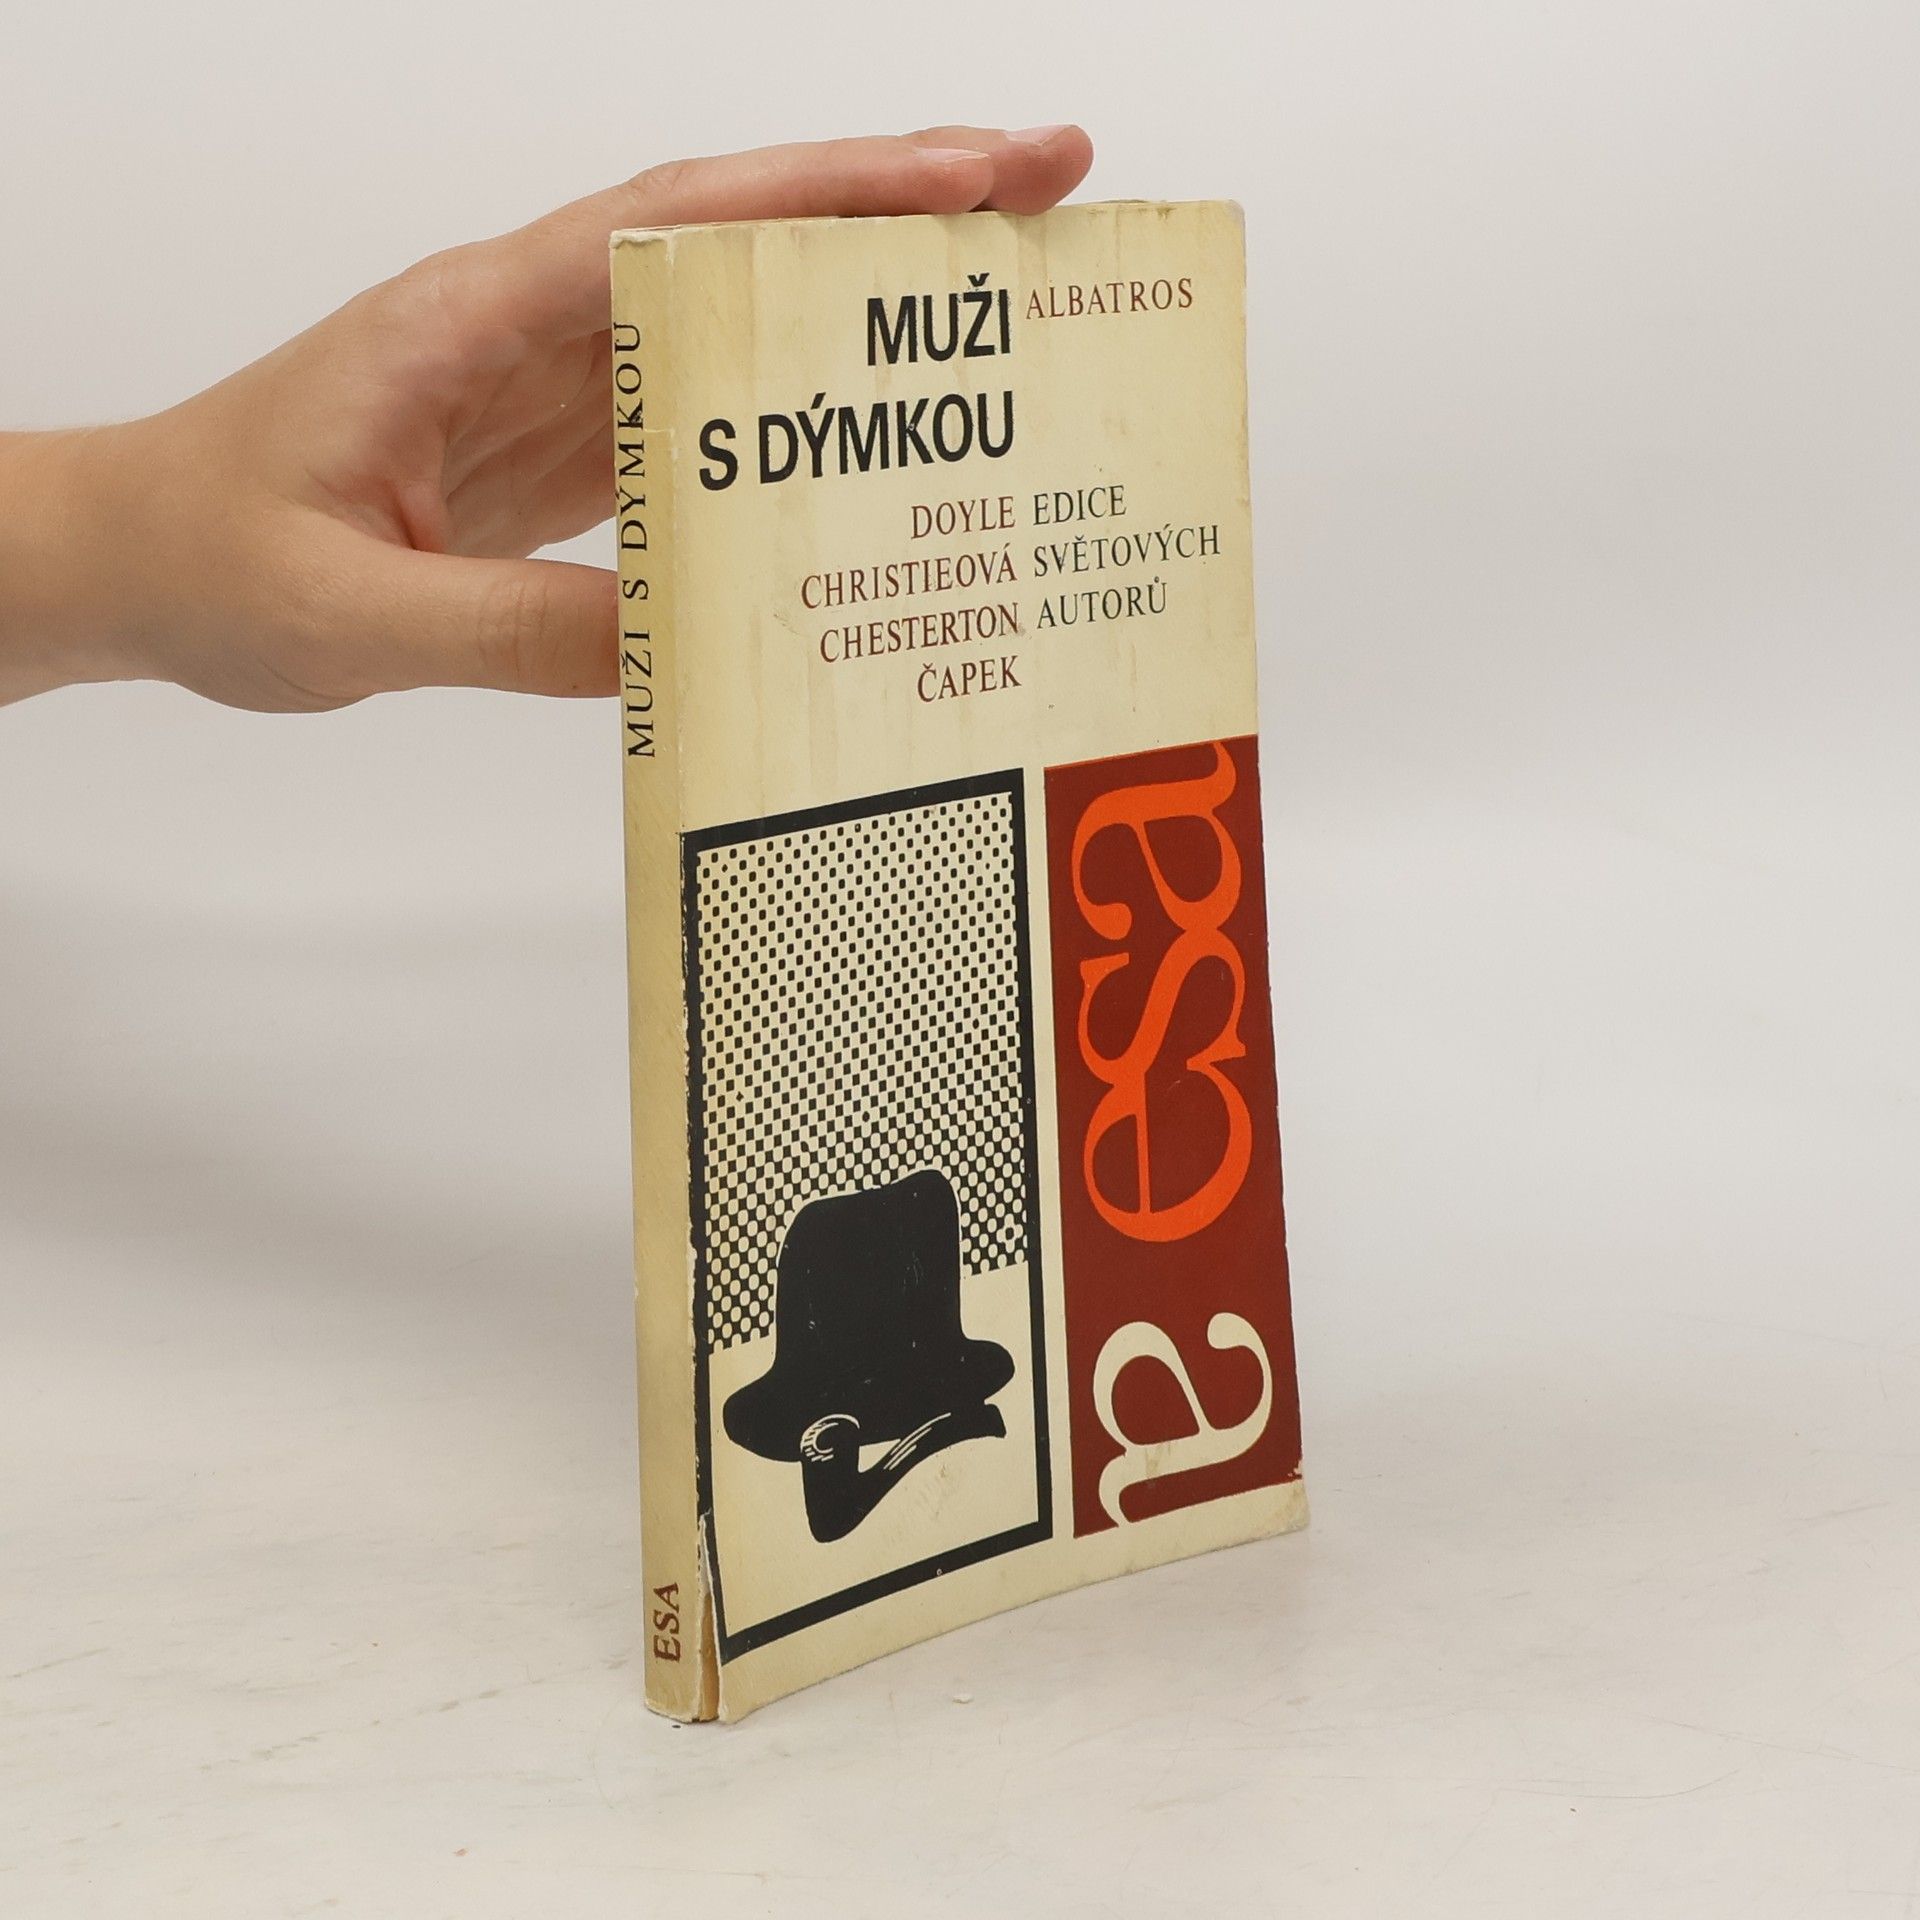 MUŽI
S DÝMKOU
ALBATROS
DOYLE
CHRISTIEOVÁ
CHESTERTON
ČAPEK
EDICE
SVĚTOVÝCH
AUTORŮ
esa
a
MUŽI S DÝMKOU
ESA